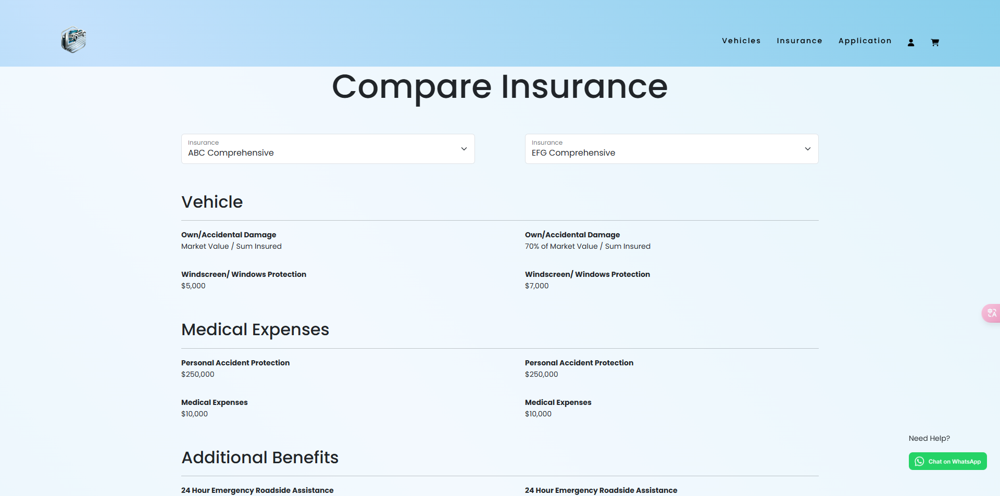 Vehicles Insurance Application
Compare Insurance
Insurance
ABC Comprehensive
Insurance
EFG Comprehensive
Vehicle
Own/Accidental Damage
Market Value / Sum Insured
Own/Accidental Damage
70% of Market Value / Sum Insured
Windscreen/ Windows Protection
$5,000
Windscreen/ Windows Protection
$7,000
Medical Expenses
Personal Accident Protection
$250,000
Personal Accident Protection
$250,000
Medical Expenses
$10,000
Medical Expenses
$10,000
Need Help?
Chat on WhatsApp
Additional Benefits
24 Hour Emergency Roadside Assistance
24 Hour Emergency Roadside Assistance